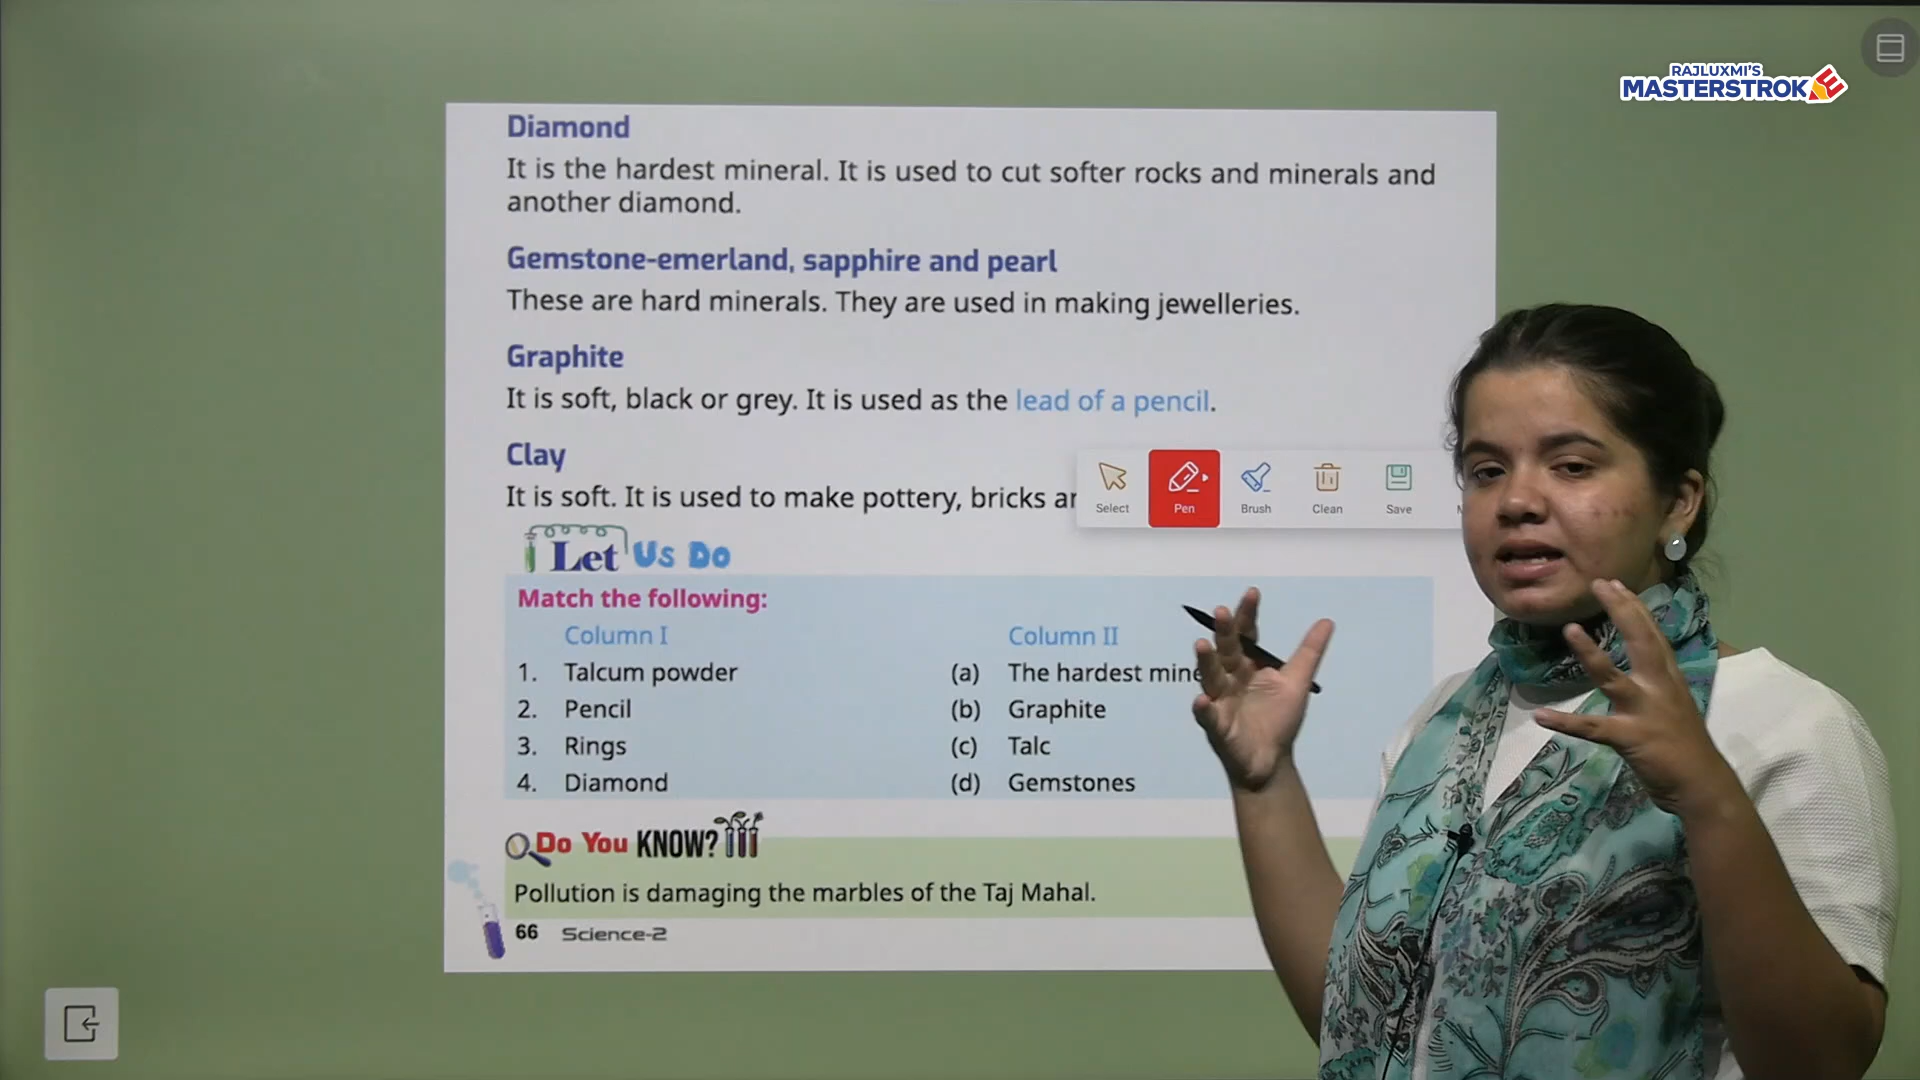 RAJLUXMI'S
MASTERSTROKE
Diamond
It is the hardest mineral. It is used to cut softer rocks and minerals and
another diamond.
Gemstone-emerland, sapphire and pearl
These are hard minerals. They are used in making jewelleries.
Graphite
It is soft, black or grey. It is used as the lead of a pencil.
Clay
It is soft. It is used to make pottery, bricks
Select Pen Brush Clean Save
Let Us Do
Match the following:
Column I Column II
1. Talcum powder (a) The hardest
2. Pencil (b) Graphite
3. Rings (c) Talc
4. Diamond (d) Gemstones
Do You KNOW?
Pollution is damaging the marbles of the Taj Mahal.
66 Science-2